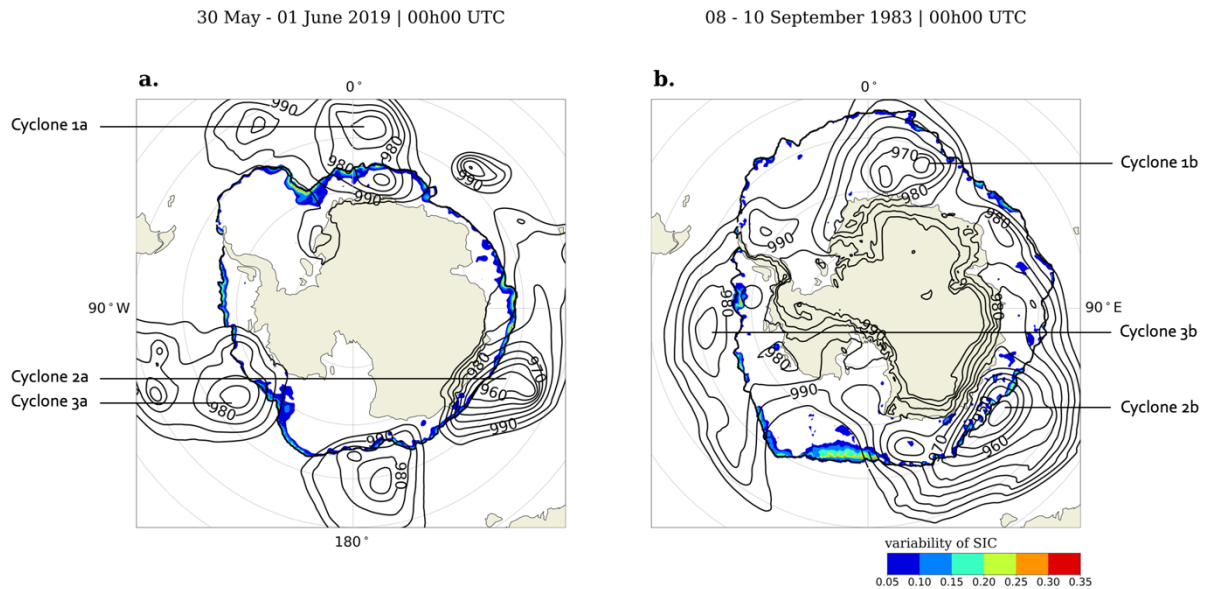 30 May - 01 June 2019 | 00h00 UTC
08 - 10 September 1983 | 00h00 UTC
a.
0°
b.
0°
Cyclone 1a
990
980
980
990
990
970
980
Cyclone 1b
990
980
90°W
980
980
90°E
Cyclone 3b
Cyclone 2a
980
970
960
990
980
990
Cyclone 3a
980
990
990
980
970
960
Cyclone 2b
180°
variability of SIC
0.05 0.10 0.15 0.20 0.25 0.30 0.35